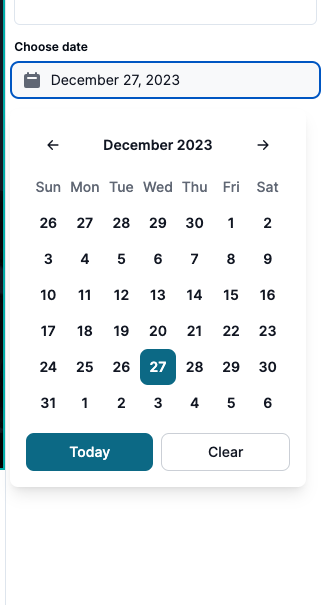 Choose date
December 27, 2023
December 2023
Sun Mon Tue Wed Thu Fri Sat
26 27 28 29 30 1 2
3 4 5 6 7 8 9
10 11 12 13 14 15 16
17 18 19 20 21 22 23
24 25 26 27 28 29 30
31 1 2 3 4 5 6
Today Clear